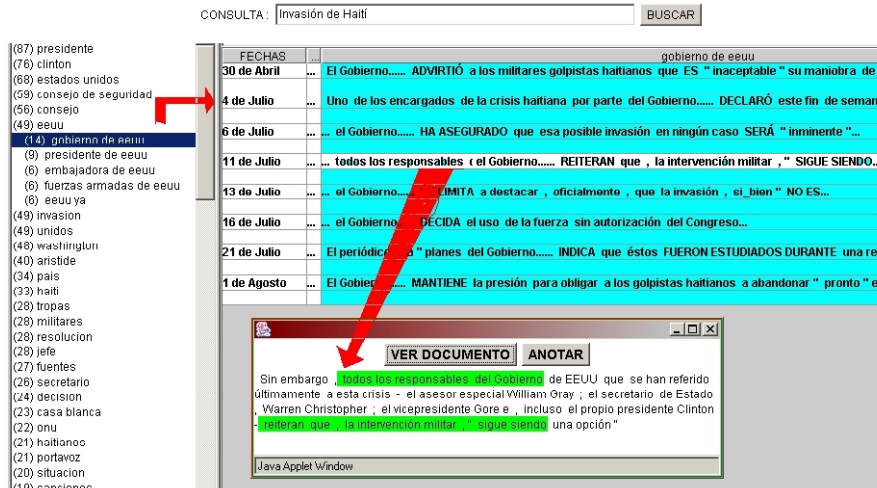 CONSULTA : Invasión de Haití BUSCAR
(87) presidente
(76) clinton
(68) estados unidos
(59) consejo de seguridad
(56) consejo
(49) eeuu
(14) gobierno de eeuu
(9) presidente de eeuu
(6) embajadora de eeuu
(6) fuerzas armadas de eeuu
(6) eeuu ya
(49) invasion
(49) unidos
(48) washington
(40) aristide
(34) pais
(33) haiti
(28) tropas
(28) militares
(28) resolucion
(28) jefe
(27) fuentes
(26) secretario
(24) decision
(23) casa blanca
(22) onu
(21) haitianos
(21) portavoz
(20) situacion
(19) sanciones
FECHAS ... gobierno de eeuu
30 de Abril ... El Gobierno...... ADVIRTIÓ a los militares golpistas haitianos que ES " inaceptable " su maniobra de
4 de Julio ... Uno de los encargados de la crisis haitiana por parte del Gobierno...... DECLARÓ este fin de seman
6 de Julio ... ... el Gobierno...... HA ASEGURADO que esa posible invasión en ningún caso SERÁ " inminente "...
11 de Julio ... ... todos los responsables el Gobierno...... REITERAN que , la intervención militar , " SIGUE SIENDO..
13 de Julio ... ... el Gobierno... LIMITA a destacar , oficialmente , que la invasión , si_bien " NO ES...
16 de Julio ... ... el Gobierno DECIDA el uso de la fuerza sin autorización del Congreso...
21 de Julio ... El periódico " planes del Gobierno...... INDICA que éstos FUERON ESTUDIADOS DURANTE una re
1 de Agosto ... El Gobier ... MANTIENE la presión para obligar a los golpistas haitianos a abandonar " pronto " e
VER DOCUMENTO ANOTAR
Sin embargo , todos los responsables del Gobierno de EEUU que se han referido
últimamente a esta crisis - el asesor especial William Gray ; el secretario de Estado
, Warren Christopher ; el vicepresidente Gore e , incluso el propio presidente Clinton
- reiteran que , la intervención militar , " sigue siendo una opción "
Java Applet Window